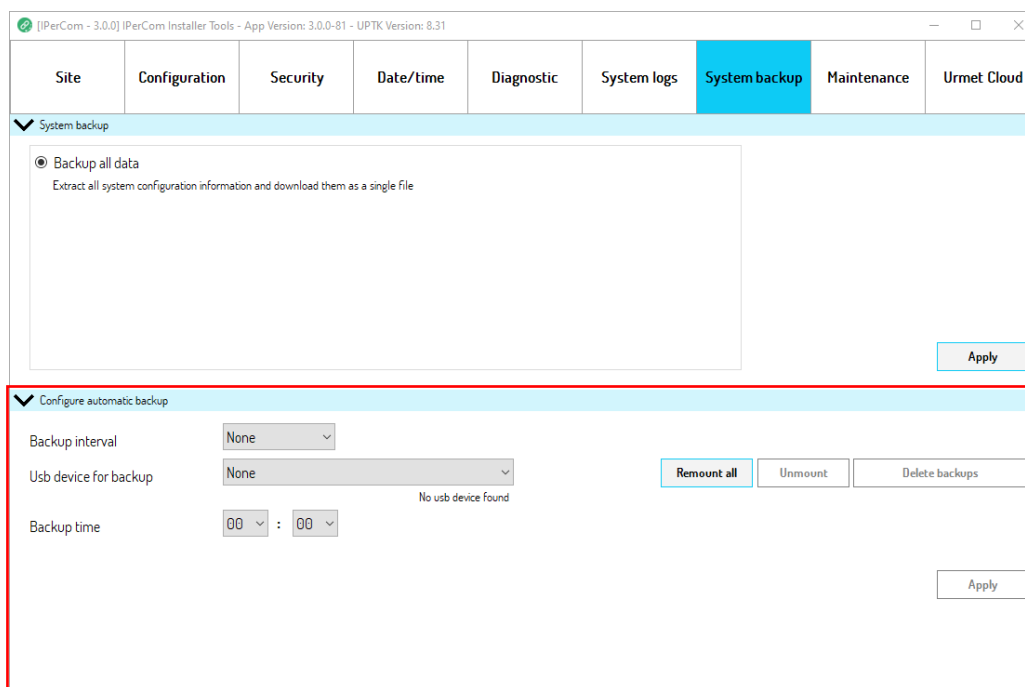 [IPerCom - 3.0.0] IPerCom Installer Tools - App Version: 3.0.0-81 - UPTK Version: 8.31
Site Configuration Security Date/time Diagnostic System logs System backup Maintenance Urmet Cloud
System backup
Backup all data
Extract all system configuration information and download them as a single file
Apply
Configure automatic backup
Backup interval None
Usb device for backup None Remount all Unmount Delete backups
No usb device found
Backup time 00 : 00
Apply